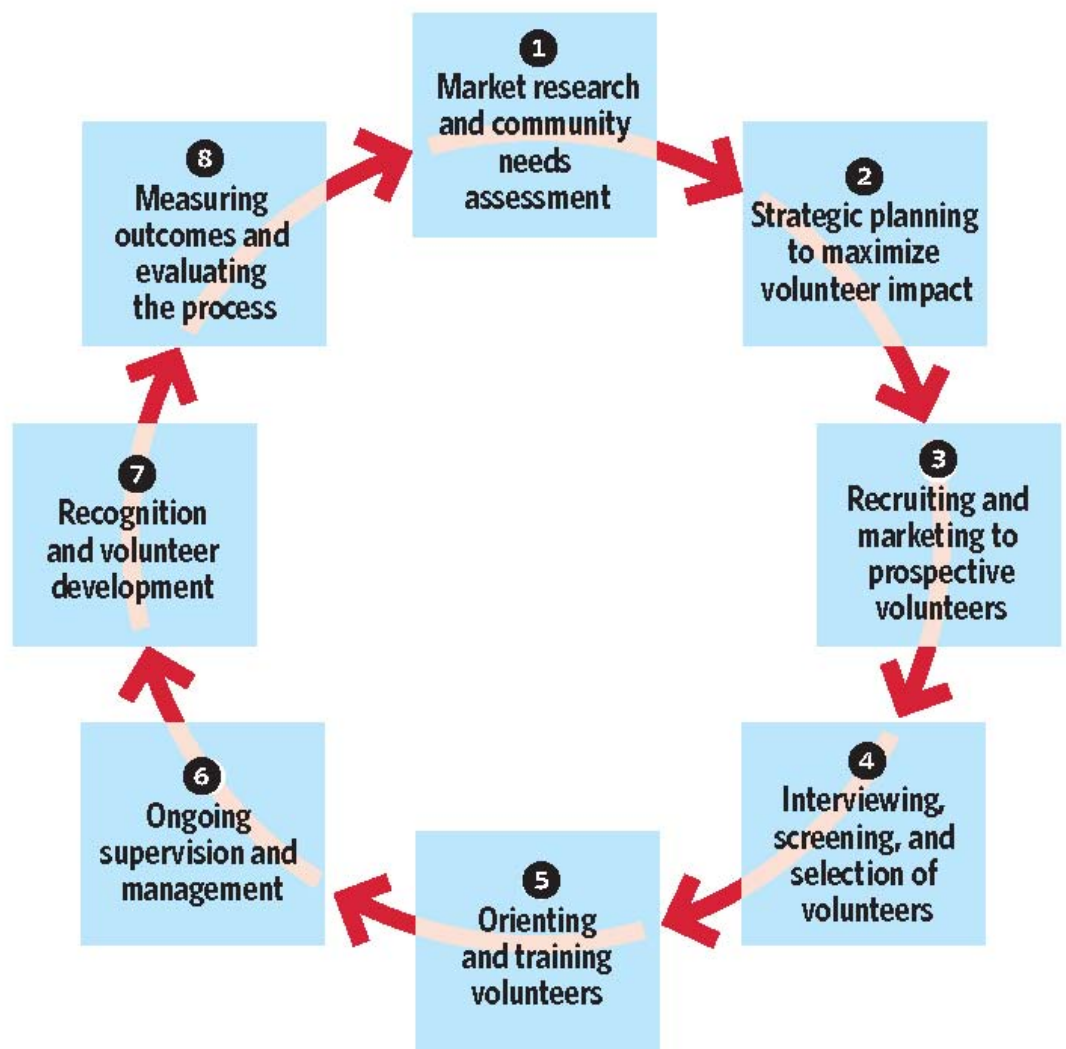 1
Market research
and community
needs
assessment
2
Strategic planning
to maximize
volunteer impact
3
Recruiting and
marketing to
prospective
volunteers
4
Interviewing,
screening, and
selection of
volunteers
5
Orienting
and training
volunteers
6
Ongoing
supervision and
management
7
Recognition
and volunteer
development
8
Measuring
outcomes and
evaluating
the process